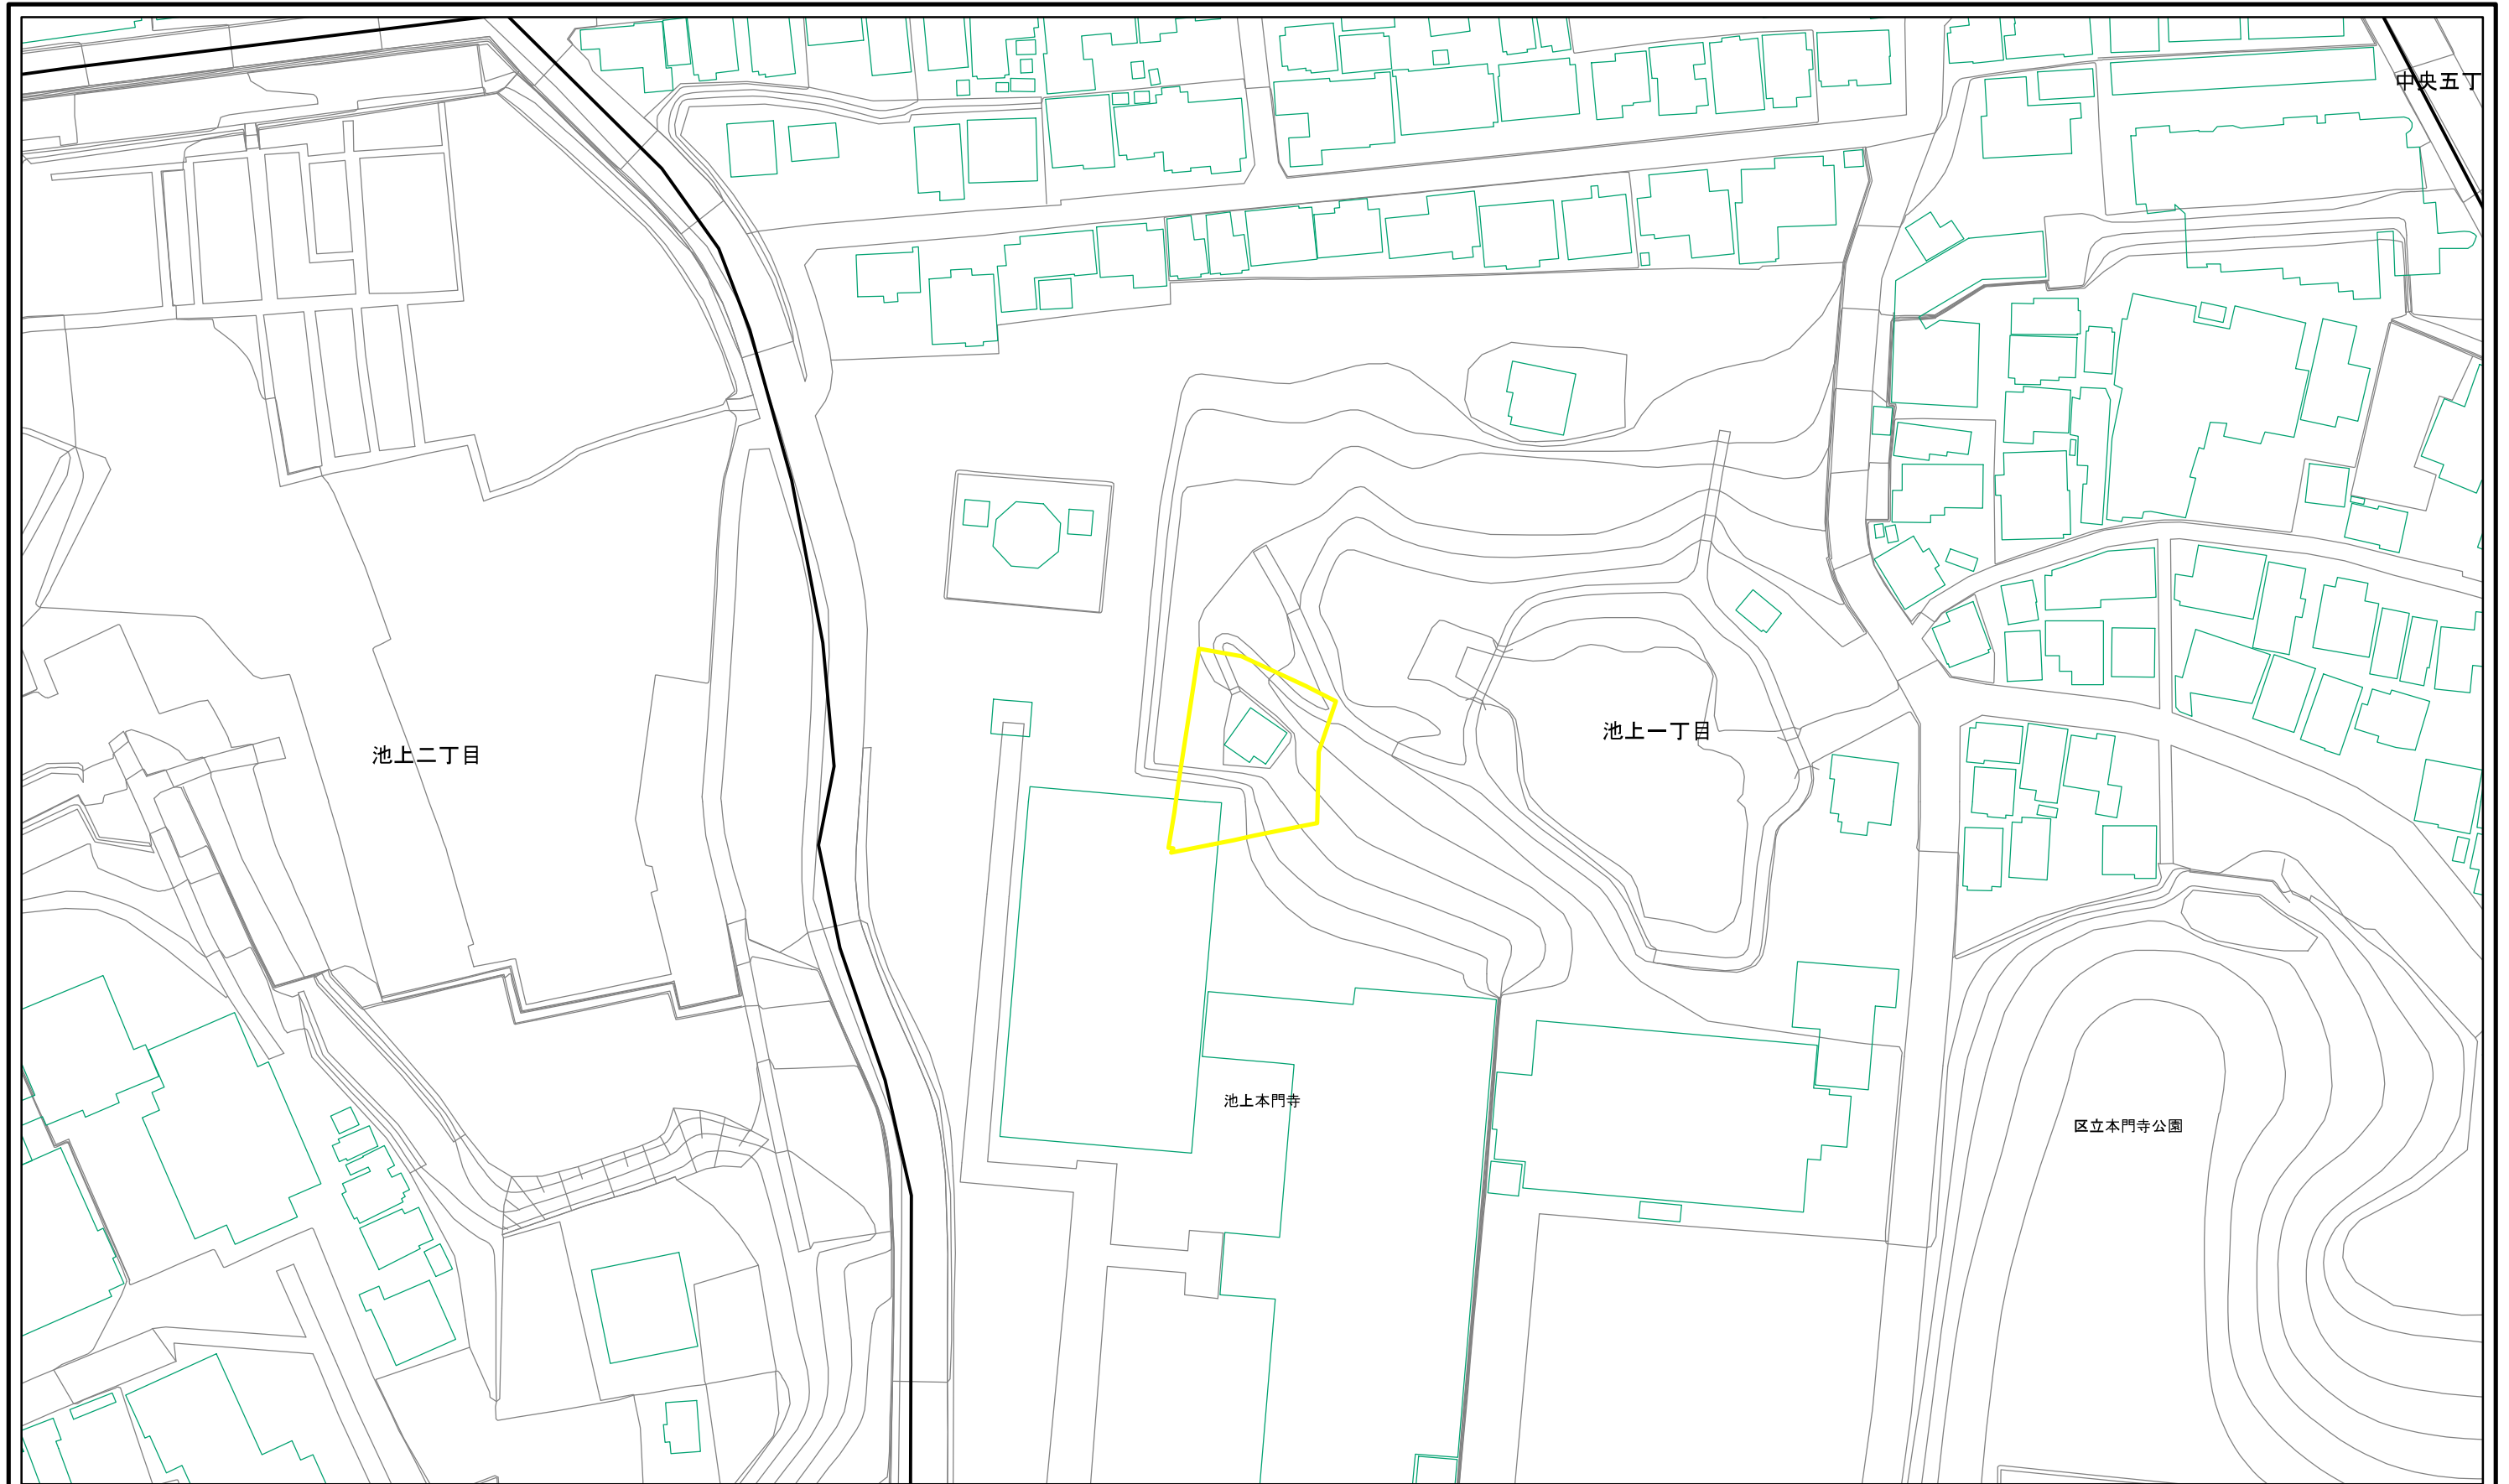 中央五丁
池上一丁目
池上二丁目
池上本門寺
区立本門寺公園